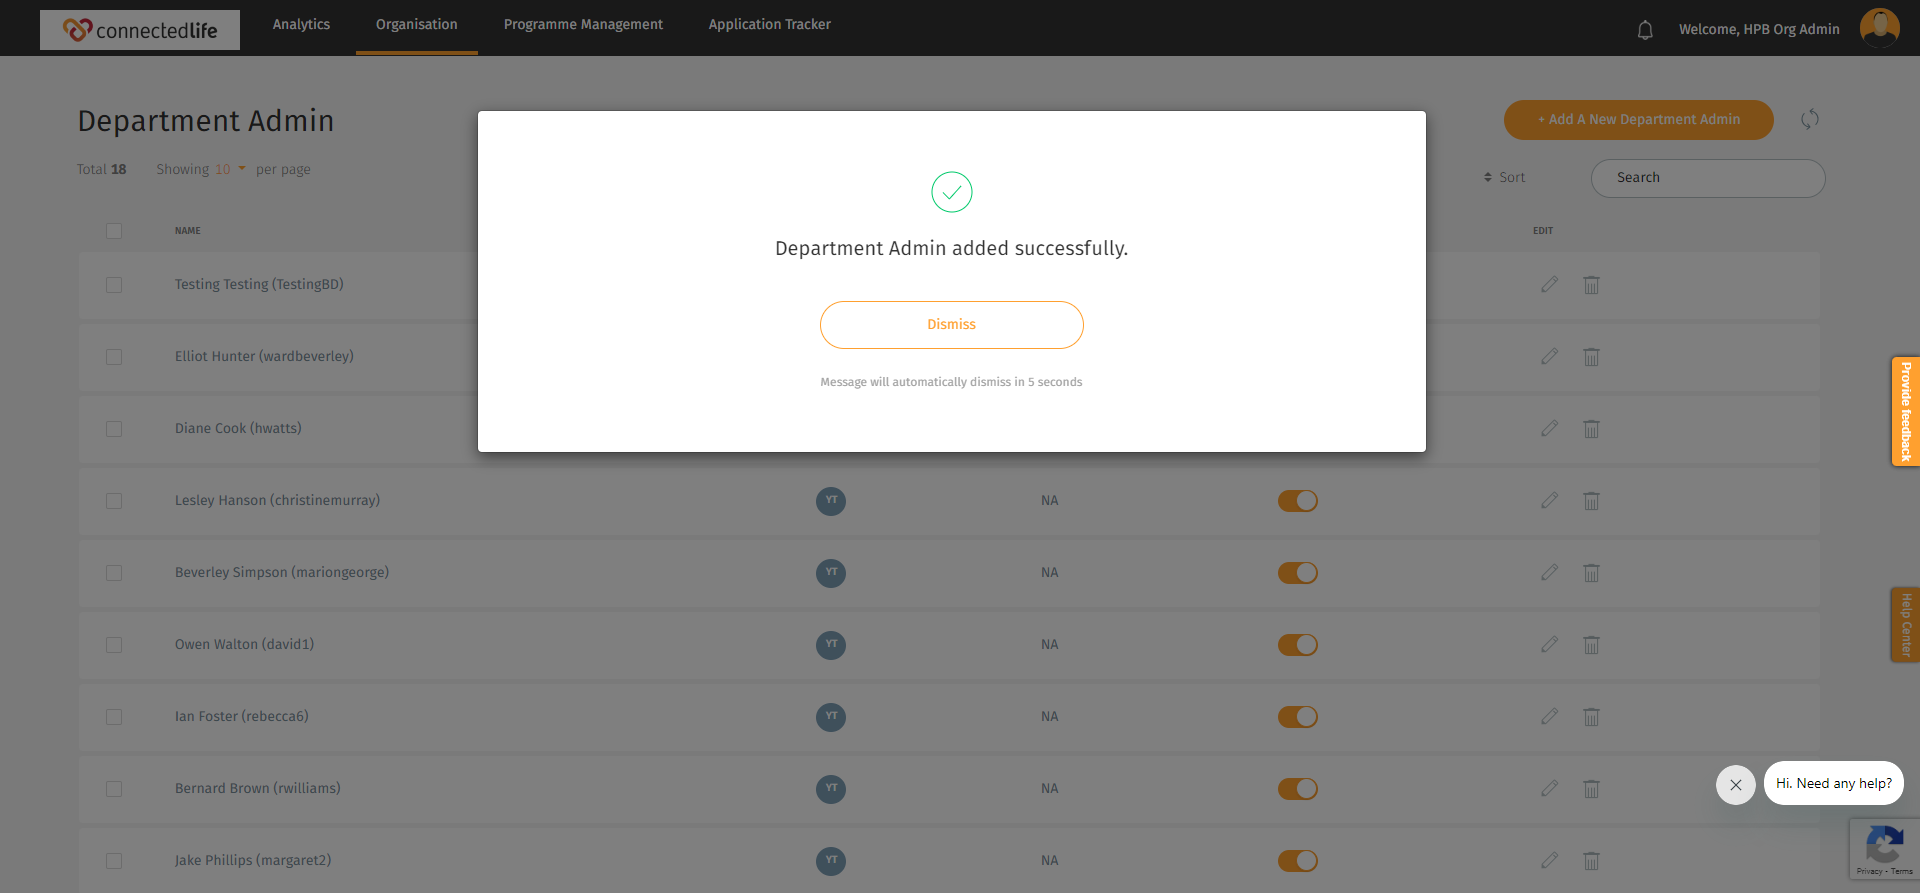 connectedlife
Analytics
Organisation
Programme Management
Application Tracker
Welcome, HPB Org Admin
Department Admin
+ Add A New Department Admin
Total 18
Showing 10 per page
Sort
Search
Department Admin added successfully.
Dismiss
Message will automatically dismiss in 5 seconds
NAME
EDIT
Testing Testing (TestingBD)
Elliot Hunter (wardbeverley)
Diane Cook (hwatts)
Lesley Hanson (christinemurray)
YT
NA
Beverley Simpson (mariongeorge)
YT
NA
Owen Walton (david1)
YT
NA
Ian Foster (rebecca6)
YT
NA
Bernard Brown (rwilliams)
YT
NA
Jake Phillips (margaret2)
YT
NA
Provide feedback
Help Center
Hi. Need any help?
Privacy - Terms